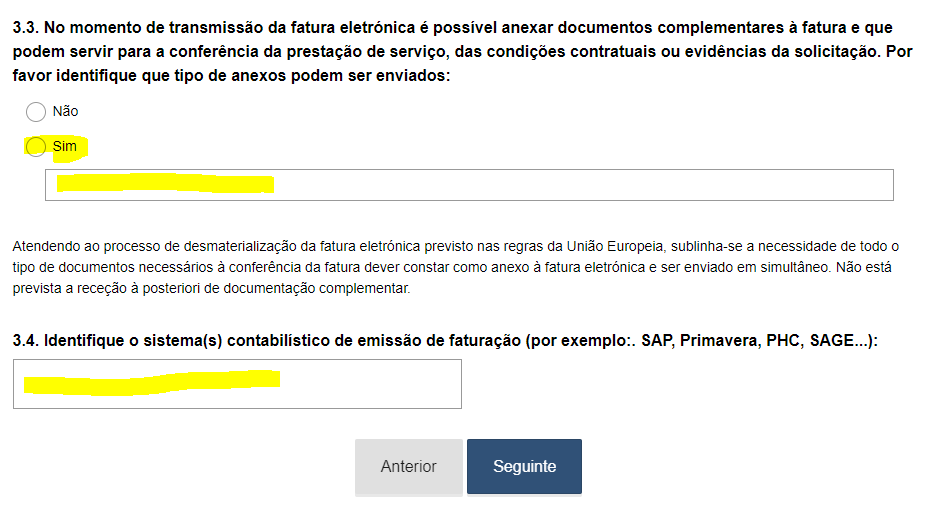 3.3. No momento de transmissão da fatura eletrónica é possível anexar documentos complementares à fatura e que
podem servir para a conferência da prestação de serviço, das condições contratuais ou evidências da solicitação. Por
favor identifique que tipo de anexos podem ser enviados:
Não
Sim
Atendendo ao processo de desmaterialização da fatura eletrónica previsto nas regras da União Europeia, sublinha-se a necessidade de todo o
tipo de documentos necessários à conferência da fatura dever constar como anexo à fatura eletrónica e ser enviado em simultâneo. Não está
prevista a receção à posteriori de documentação complementar.
3.4. Identifique o sistema(s) contabilístico de emissão de faturação (por exemplo:. SAP, Primavera, PHC, SAGE...):
Anterior
Seguinte